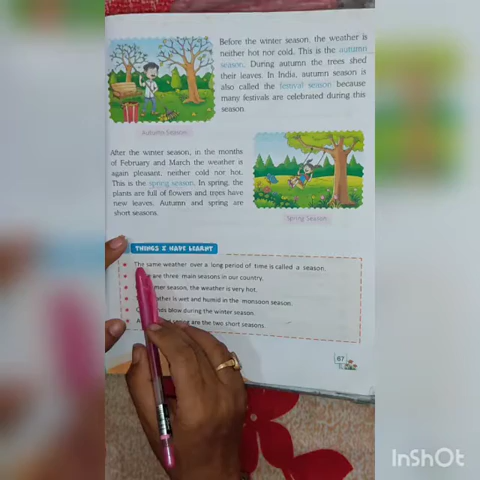 Before the winter season, the weather is
neither hot nor cold. This is the autumn
season. During autumn the trees shed
their leaves. In India, autumn season is
also called the festival season because
many festivals are celebrated during this
season.
Autumn Season
After the winter season, in the months
of February and March the weather is
again pleasant, neither cold nor hot.
This is the spring season. In spring, the
plants are full of flowers and trees have
new leaves. Autumn and spring are
short seasons.
Spring Season
THINGS I HAVE LEARNT
The same weather over a long period of time is called a season.
are three main seasons in our country.
season, the weather is very hot.
is wet and humid in the monsoon season.
blow during the winter season.
are the two short seasons.
67
InShOt